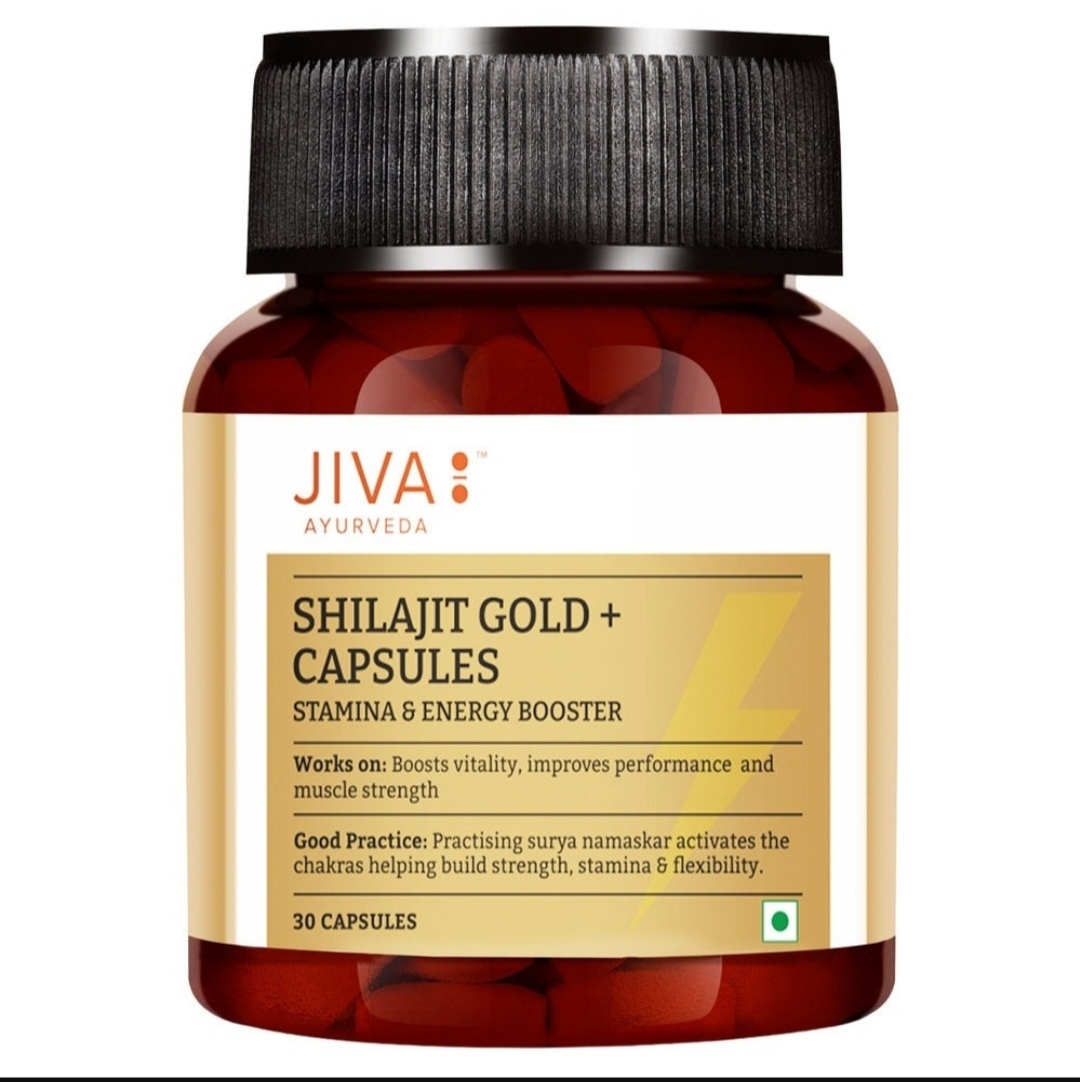 JIVA ™
AYURVEDA
SHILAJIT GOLD +
CAPSULES
STAMINA & ENERGY BOOSTER
Works on: Boosts vitality, improves performance and
muscle strength
Good Practice: Practising surya namaskar activates the
chakras helping build strength, stamina & flexibility.
30 CAPSULES